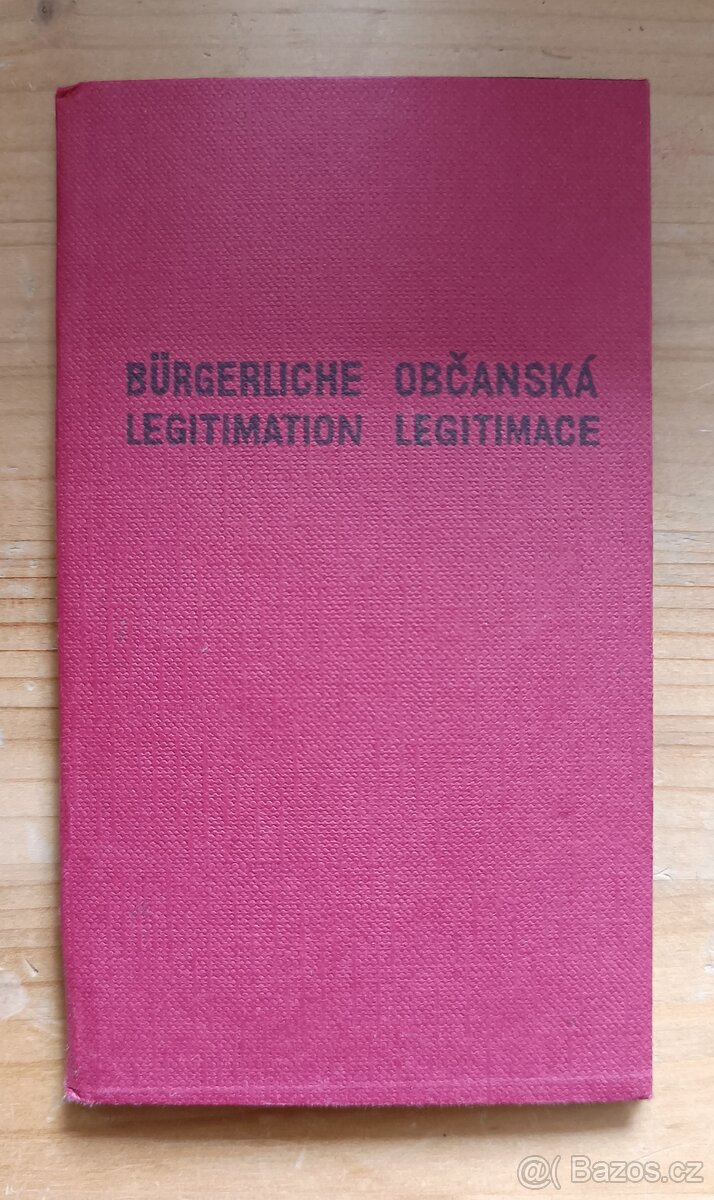 BÜRGERLICHE OBČANSKÁ
LEGITIMATION LEGITIMACE
@( Bazos.cz